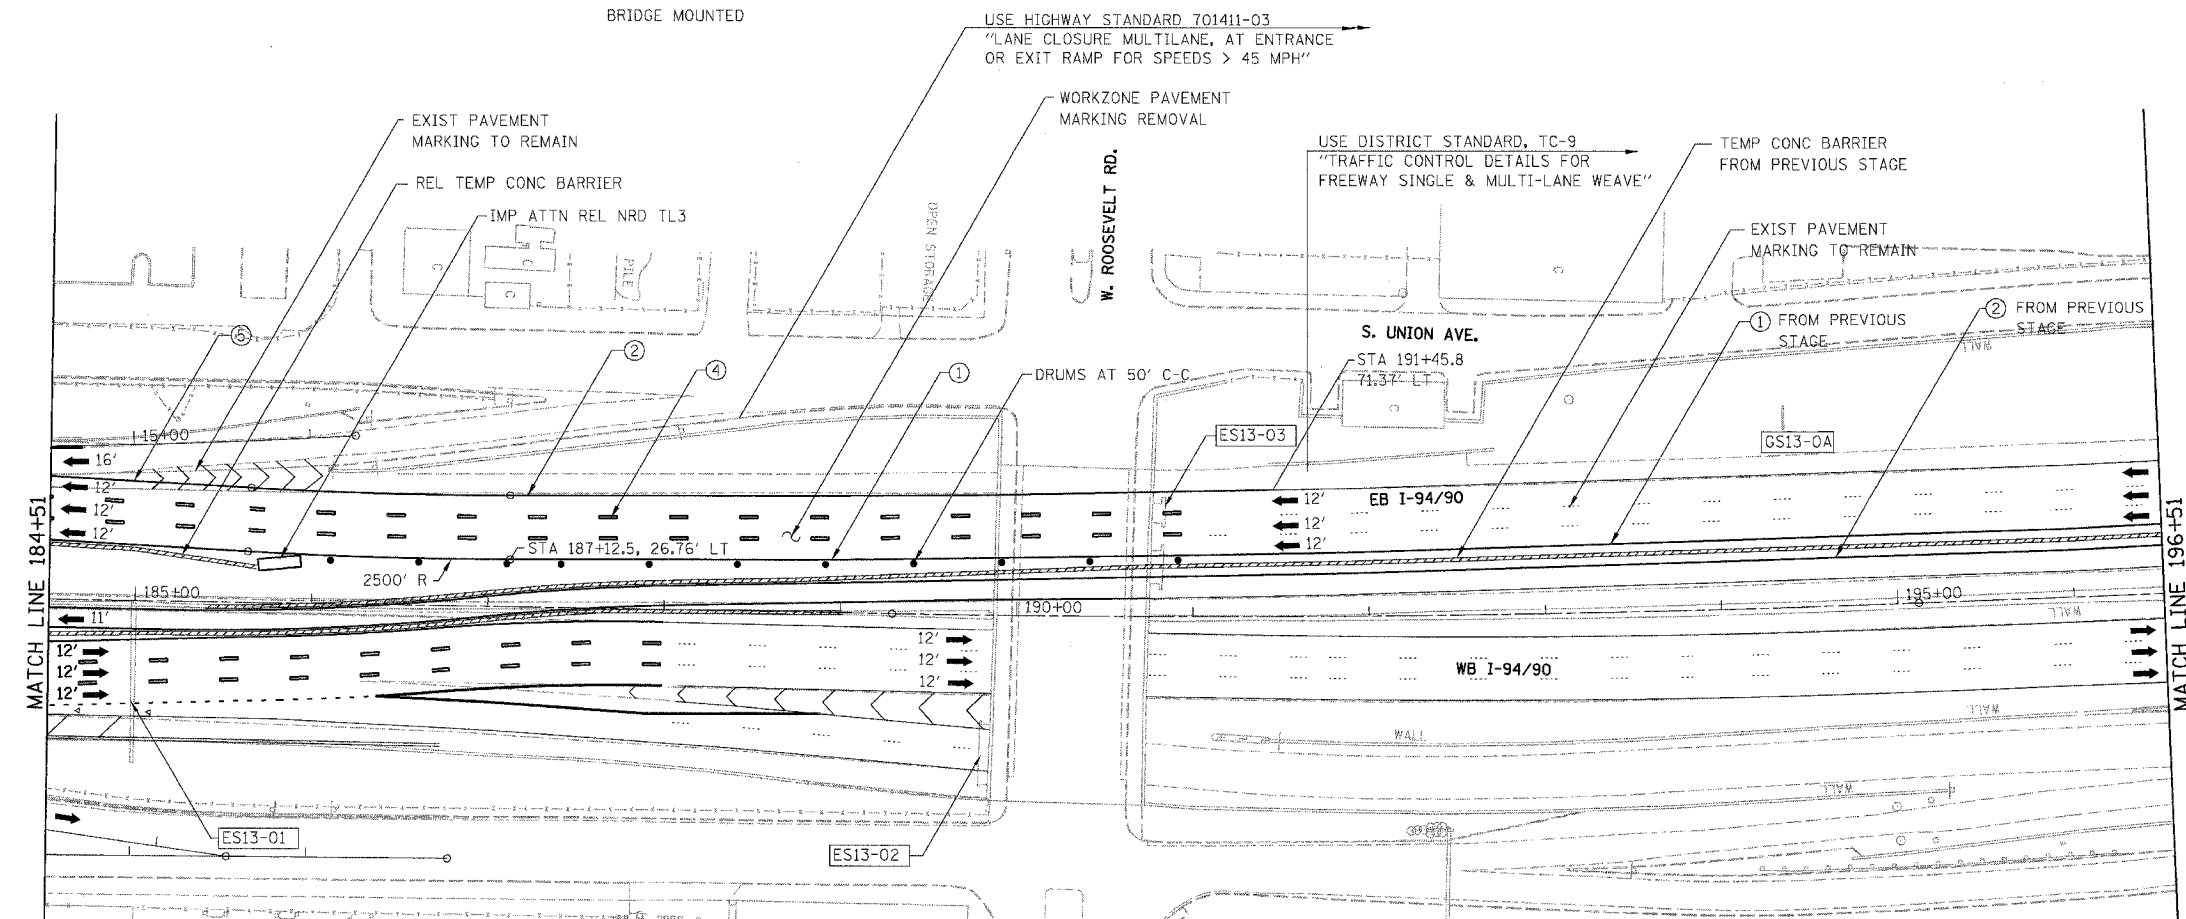 BRIDGE MOUNTED
USE HIGHWAY STANDARD 701411-03
"LANE CLOSURE MULTILANE, AT ENTRANCE
OR EXIT RAMP FOR SPEEDS > 45 MPH"
WORKZONE PAVEMENT
MARKING REMOVAL
EXIST PAVEMENT
MARKING TO REMAIN
REL TEMP CONC BARRIER
IMP ATTN REL NRD TL3
USE DISTRICT STANDARD, TC-9
"TRAFFIC CONTROL DETAILS FOR
FREEWAY SINGLE & MULTI-LANE WEAVE"
TEMP CONC BARRIER
FROM PREVIOUS STAGE
EXIST PAVEMENT
MARKING TO REMAIN
W. ROOSEVELT RD.
OPEN STORAGE
PILE
C
C
C
C
2 FROM PREVIOUS
STAGE
1 FROM PREVIOUS
STAGE
S. UNION AVE.
STA 191+45.8
71.37' LT
5
2
4
1
DRUMS AT 50' C-C
WALL
C
ES13-03
GS13-0A
15+00
16'
12'
12'
12'
12'
12'
12'
EB I-94/90
STA 187+12.5, 26.76' LT
2500' R
MATCH LINE 184+51
MATCH LINE 196+51
185+00
190+00
195+00
WALL
11'
12'
12'
12'
12'
12'
12'
WB I-94/90
WALL
WALL
WALL
ES13-01
ES13-02